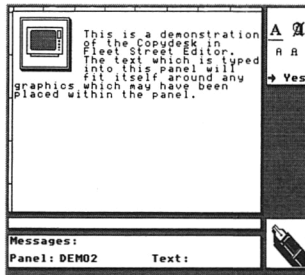 This is a demonstration
of the Copydesk in
Fleet Street Editor.
The text which is typed
into this panel will
fit itself around any
graphics which may have been
placed within the panel.
A A
A A
→ Yes
Messages:
Panel: DEMO2 Text: